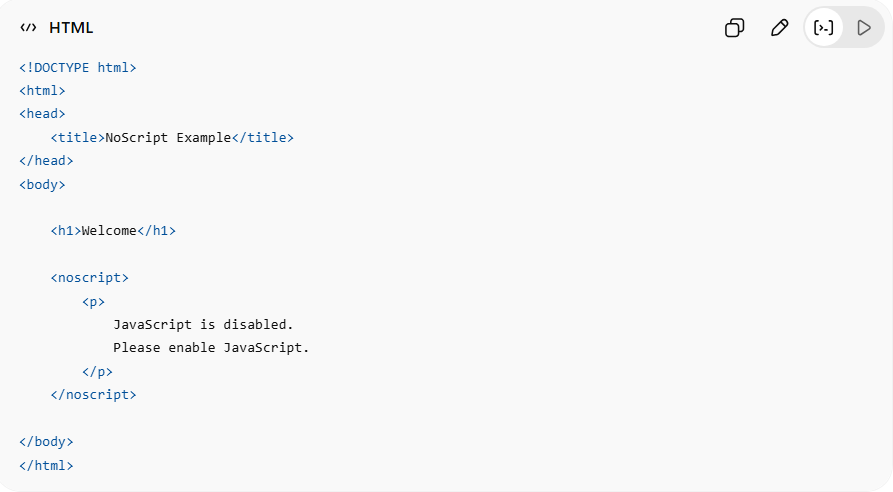 </> HTML
<!DOCTYPE html>
<html>
<head>
    <title>NoScript Example</title>
</head>
<body>

    <h1>Welcome</h1>

    <noscript>
        <p>
            JavaScript is disabled.
            Please enable JavaScript.
        </p>
    </noscript>

</body>
</html>